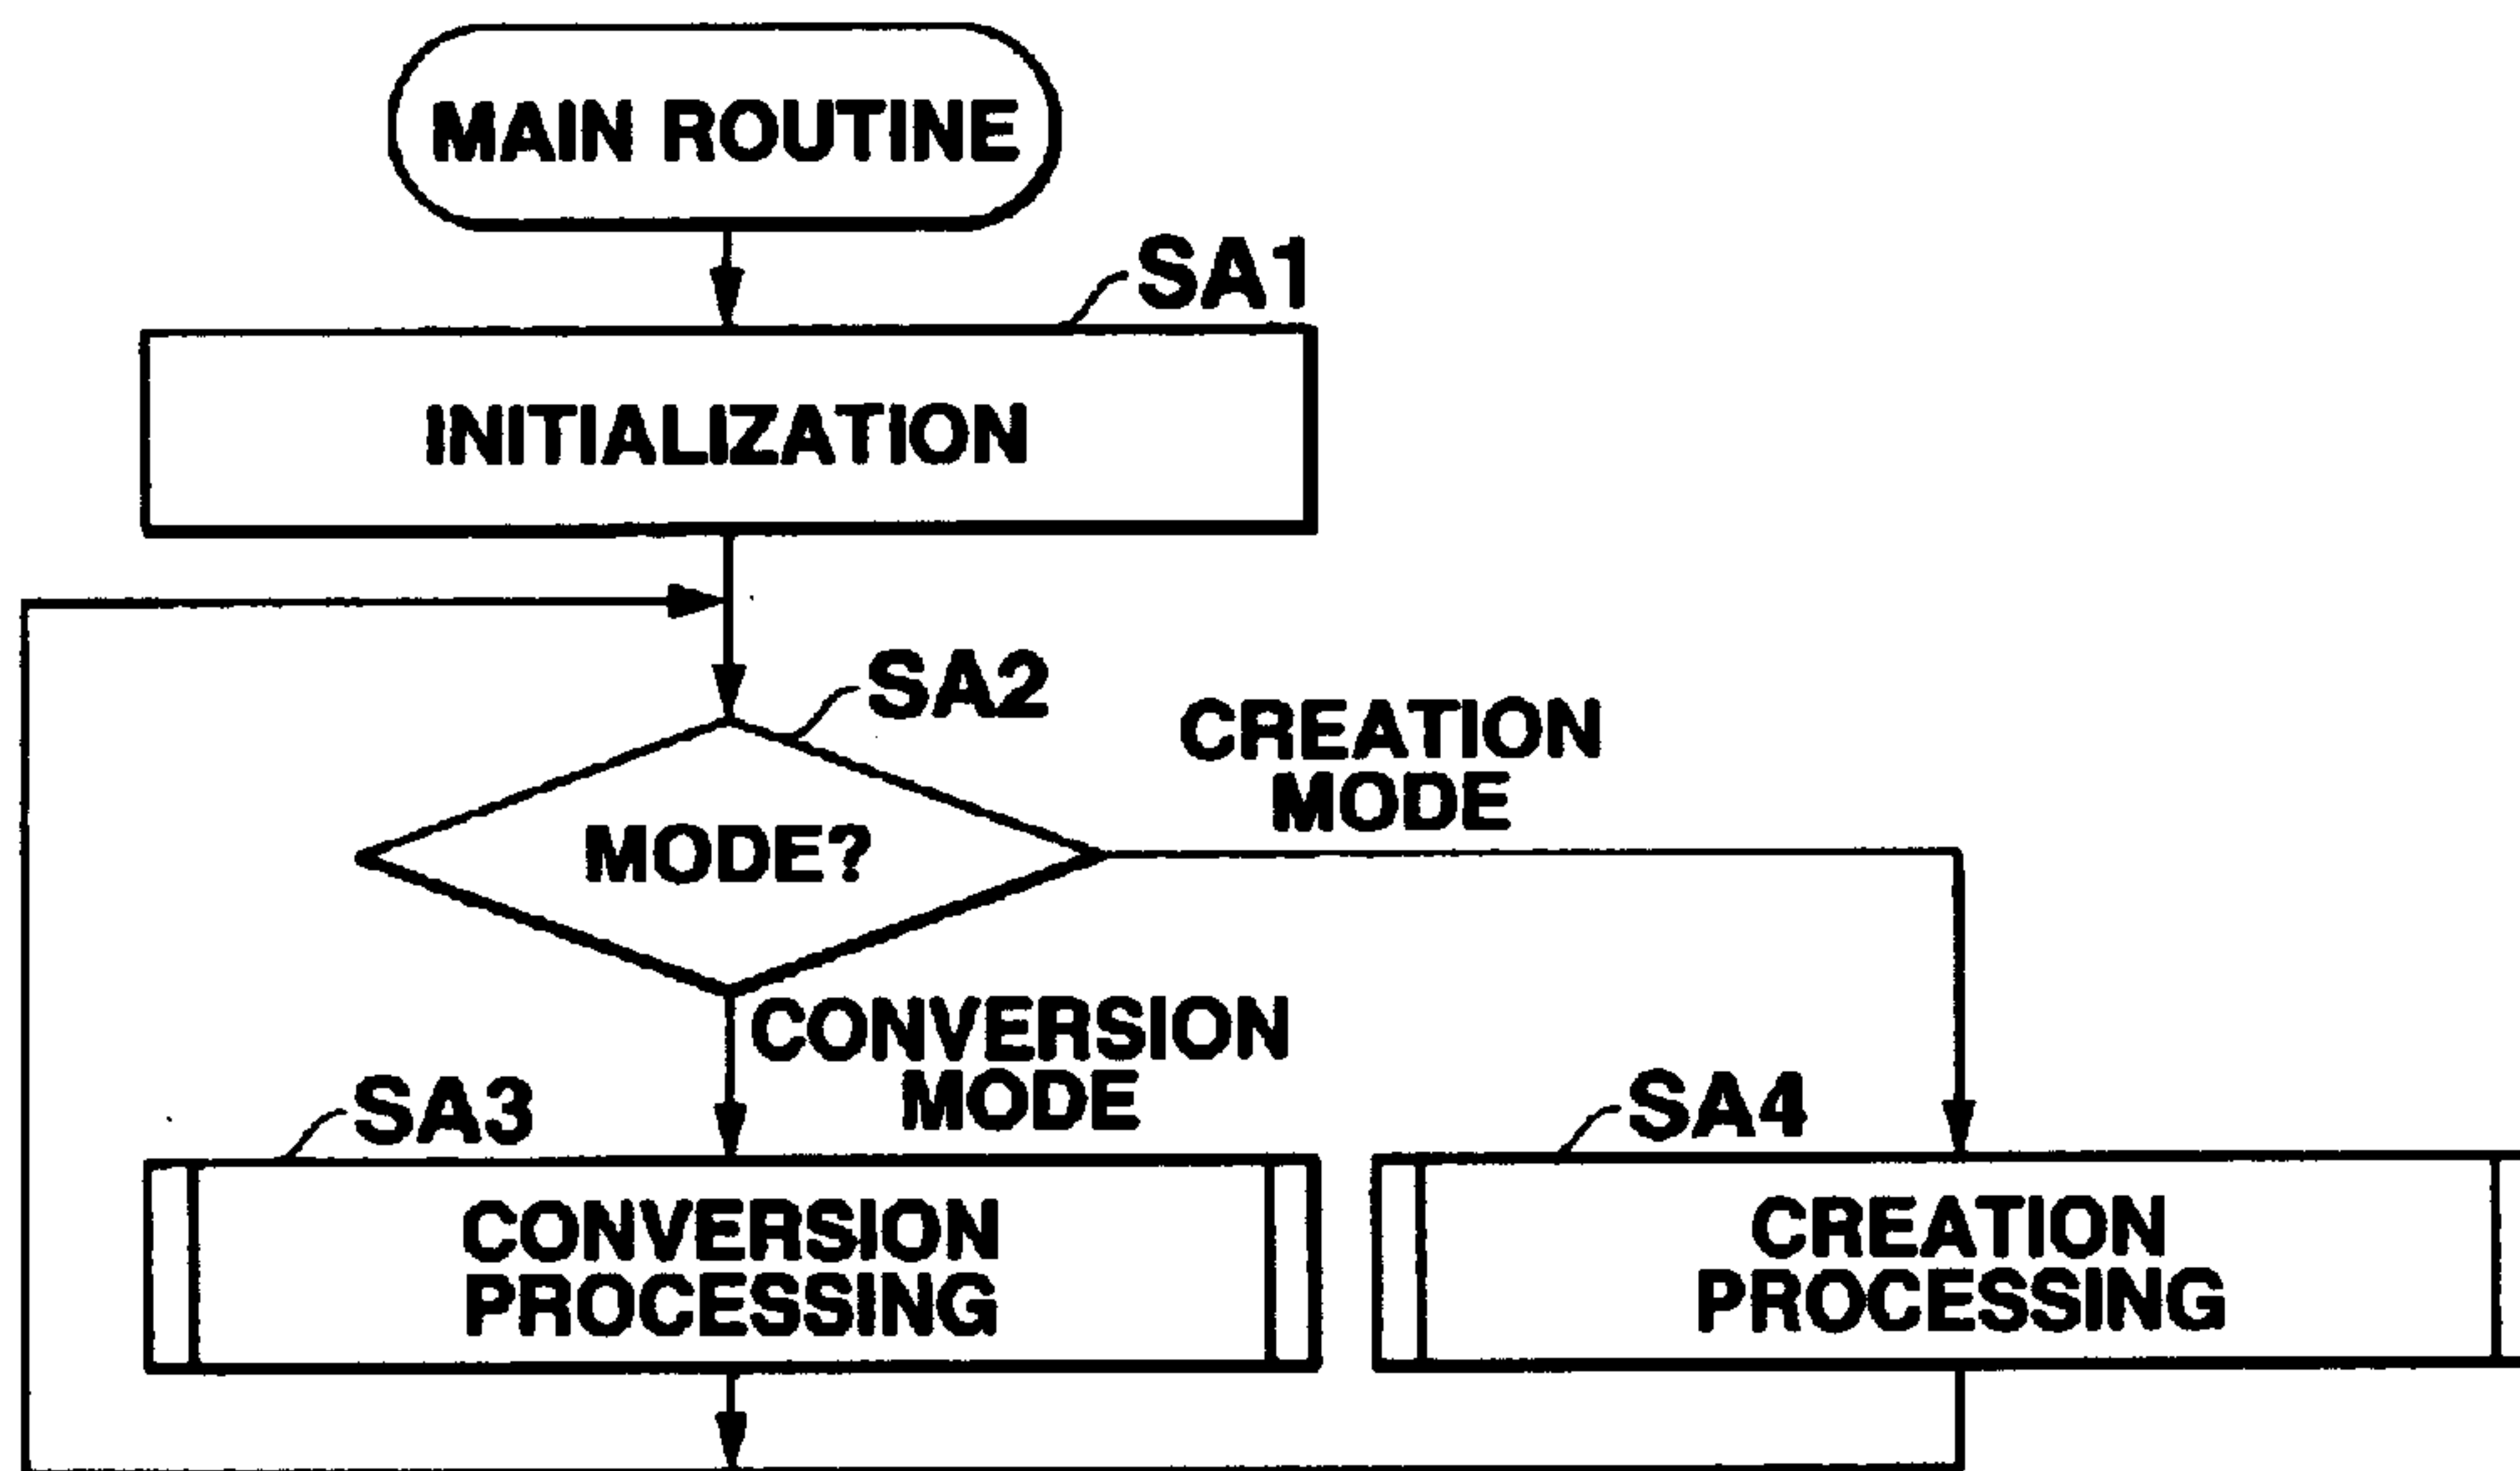 MAIN ROUTINE
SA1
INITIALIZATION
SA2
CREATION
MODE
MODE?
CONVERSION
MODE
SA3
SA4
CONVERSION
PROCESSING
CREATION
PROCESSING